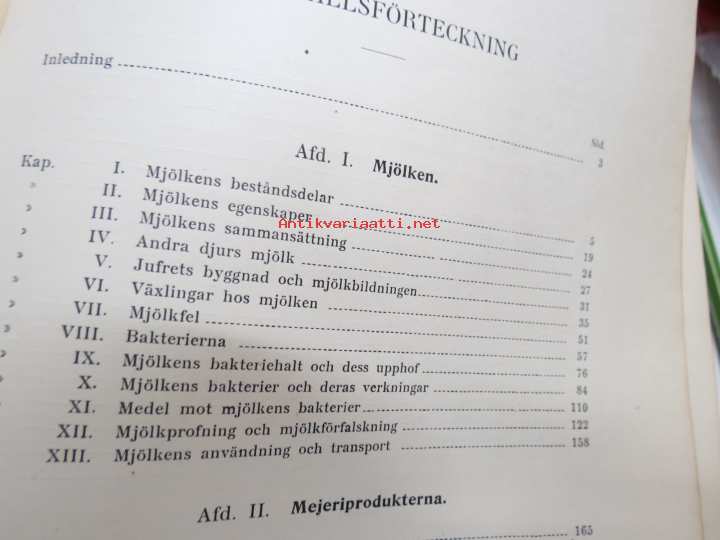 ÅLLSFÖRTECKNING
Inledning
Sid.
3
Afd. I. Mjölken.
Kap. I. Mjölkens beståndsdelar 5
» II. Mjölkens egenskaper 19
» III. Mjölkens sammansättning 24
» IV. Andra djurs mjölk 27
» V. Jufrets byggnad och mjölkbildningen 31
» VI. Växlingar hos mjölken 35
» VII. Mjölkfel 51
» VIII. Bakterierna 57
» IX. Mjölkens bakteriehalt och dess upphof 76
» X. Mjölkens bakterier och deras verkningar 84
» XI. Medel mot mjölkens bakterier 110
» XII. Mjölkprofning och mjölkförfalskning 122
XIII. Mjölkens användning och transport 158
Afd. II. Mejeriprodukterna.
165
Antikvariaatti.net